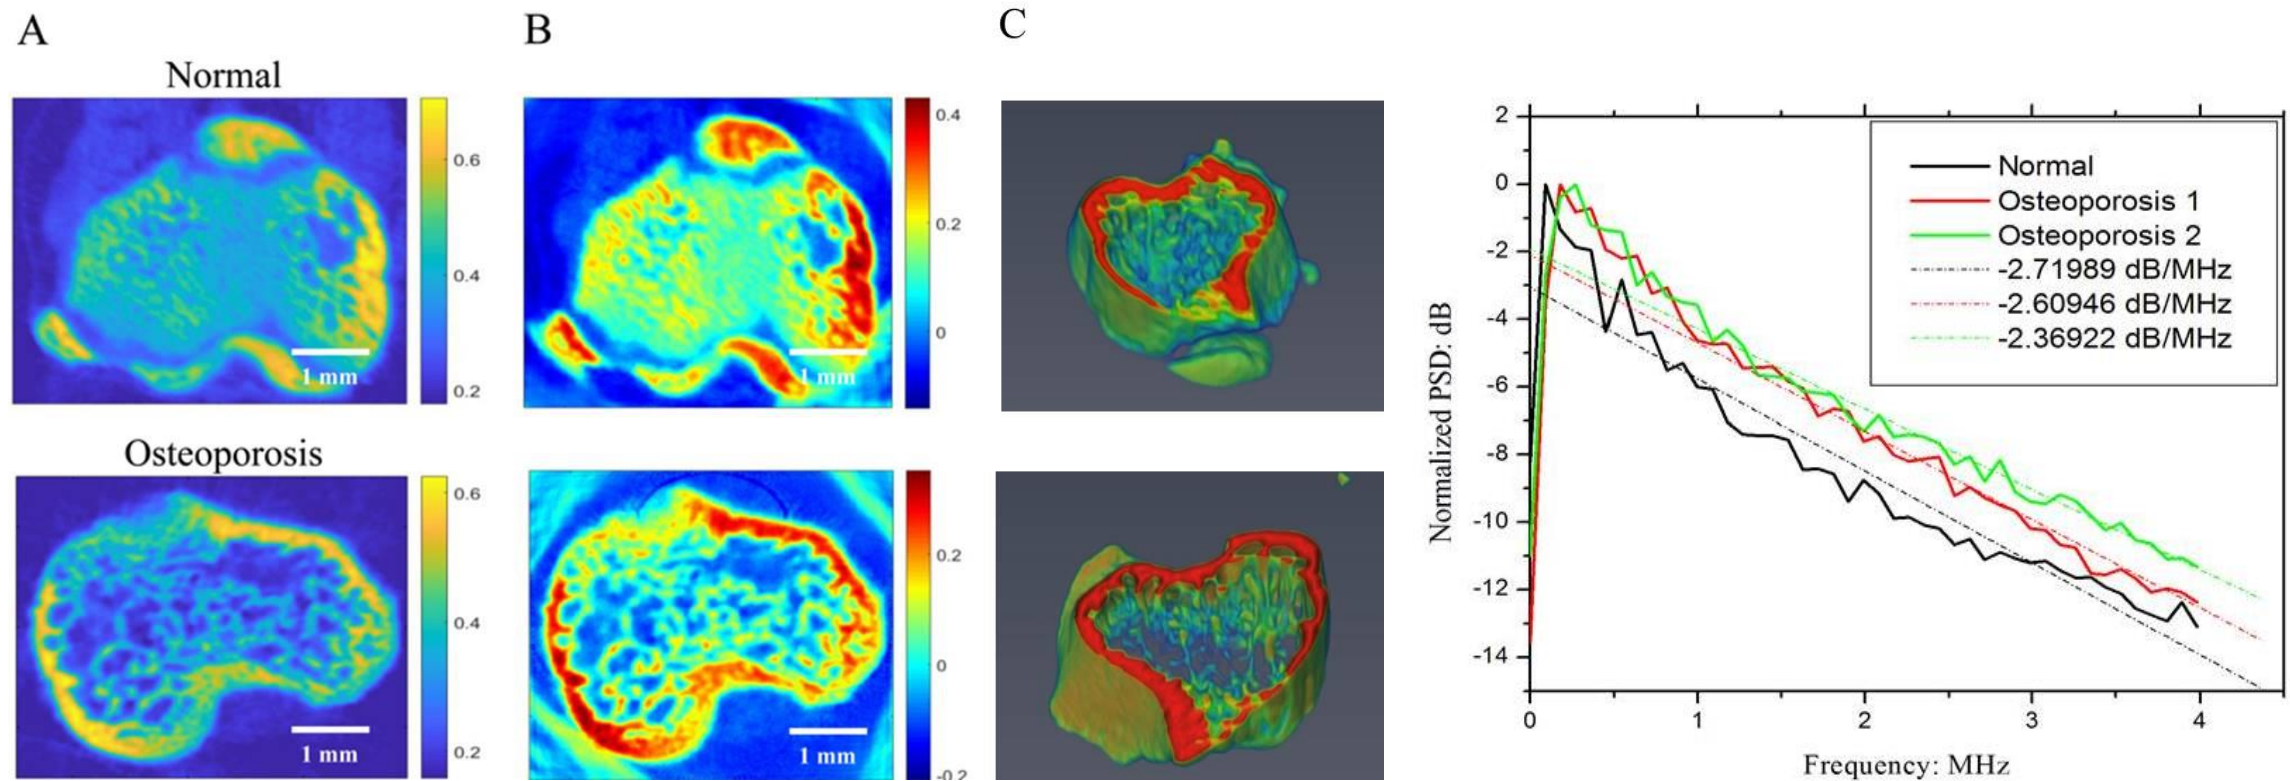 A
B
C
Normal
0.6
0.4
0.2
1 mm
0.4
0.2
0
1 mm
Osteoporosis
0.6
0.4
0.2
1 mm
0.2
0
-0.2
1 mm
2
0
-2
-4
-6
-8
-10
-12
-14
Normalized PSD: dB
Normal
Osteoporosis 1
Osteoporosis 2
-2.71989 dB/MHz
-2.60946 dB/MHz
-2.36922 dB/MHz
0 1 2 3 4
Frequency: MHz